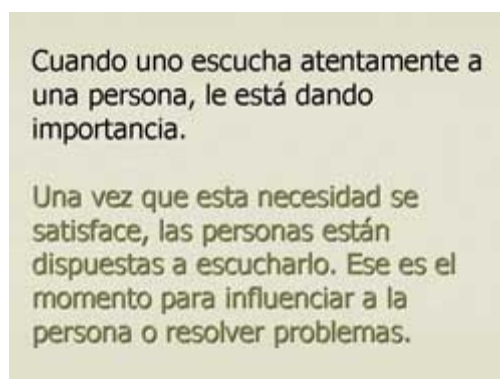 Cuando uno escucha atentamente a
una persona, le está dando
importancia.
Una vez que esta necesidad se
satisface, las personas están
dispuestas a escucharlo. Ese es el
momento para influenciar a la
persona o resolver problemas.